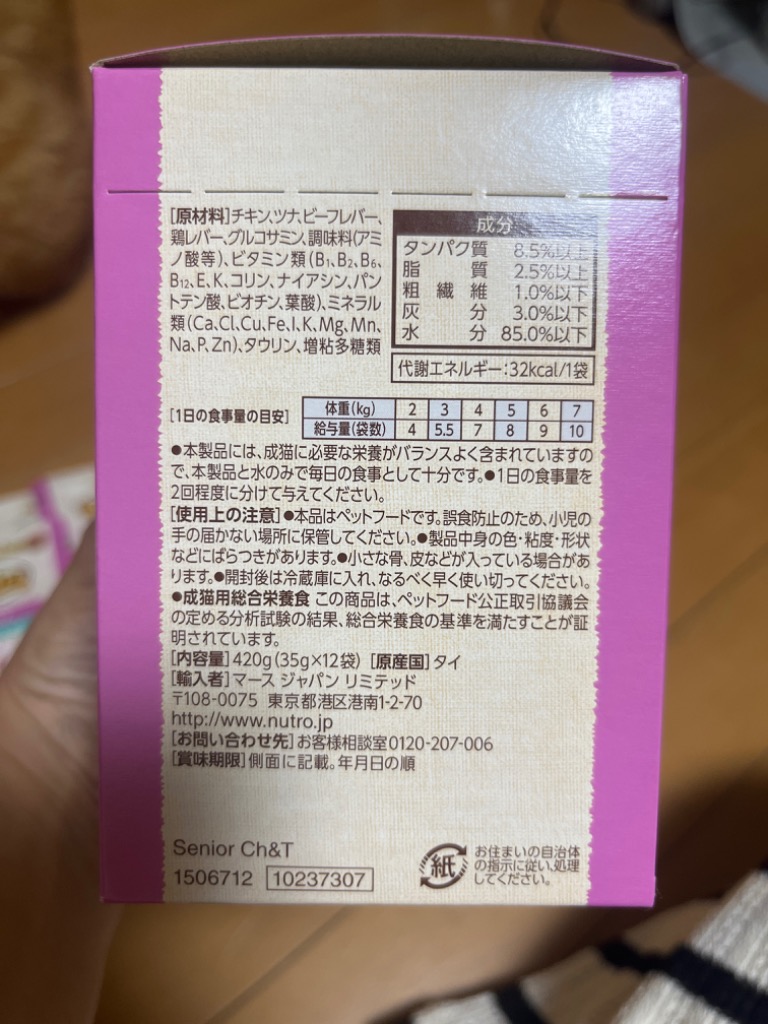 [原材料]チキン、ツナ、ビーフレバー、
鶏レバー、グルコサミン、調味料(アミ
ノ酸等)、ビタミン類(B1、B2、B6、
B12、E、K、コリン、ナイアシン、パン
トテン酸、ビオチン、葉酸)、ミネラル
類(Ca、Cl、Cu、Fe、I、K、Mg、Mn、
Na、P、Zn)、タウリン、増粘多糖類
成分
タンパク質 8.5%以上
脂質 2.5%以上
粗繊維 1.0%以下
灰分 3.0%以下
水分 85.0%以下
代謝エネルギー:32kcal/1袋
[1日の食事量の目安]
体重(kg) 2 3 4 5 6 7
給与量(袋数) 4 5.5 7 8 9 10
●本製品には、成猫に必要な栄養がバランスよく含まれていますの
で、本製品と水のみで毎日の食事として十分です。●1日の食事量を
2回程度に分けて与えてください。
[使用上の注意]●本品はペットフードです。誤食防止のため、小児の
手の届かない場所に保管してください。●製品中身の色・粘度・形状
などにばらつきがあります。●小さな骨、皮などが入っている場合があ
ります。●開封後は冷蔵庫に入れ、なるべく早く使い切ってください。
●成猫用総合栄養食 この商品は、ペットフード公正取引協議会
の定める分析試験の結果、総合栄養食の基準を満たすことが証
明されています。
[内容量]420g(35g×12袋) [原産国]タイ
[輸入者]マース ジャパン リミテッド
〒108-0075 東京都港区港南1-2-70
http://www.nutro.jp
[お問い合わせ先]お客様相談室0120-207-006
[賞味期限]側面に記載。年月日の順
Senior Ch&T
1506712 10237307
紙
お住まいの自治体
の指示に従い、処理
してください。